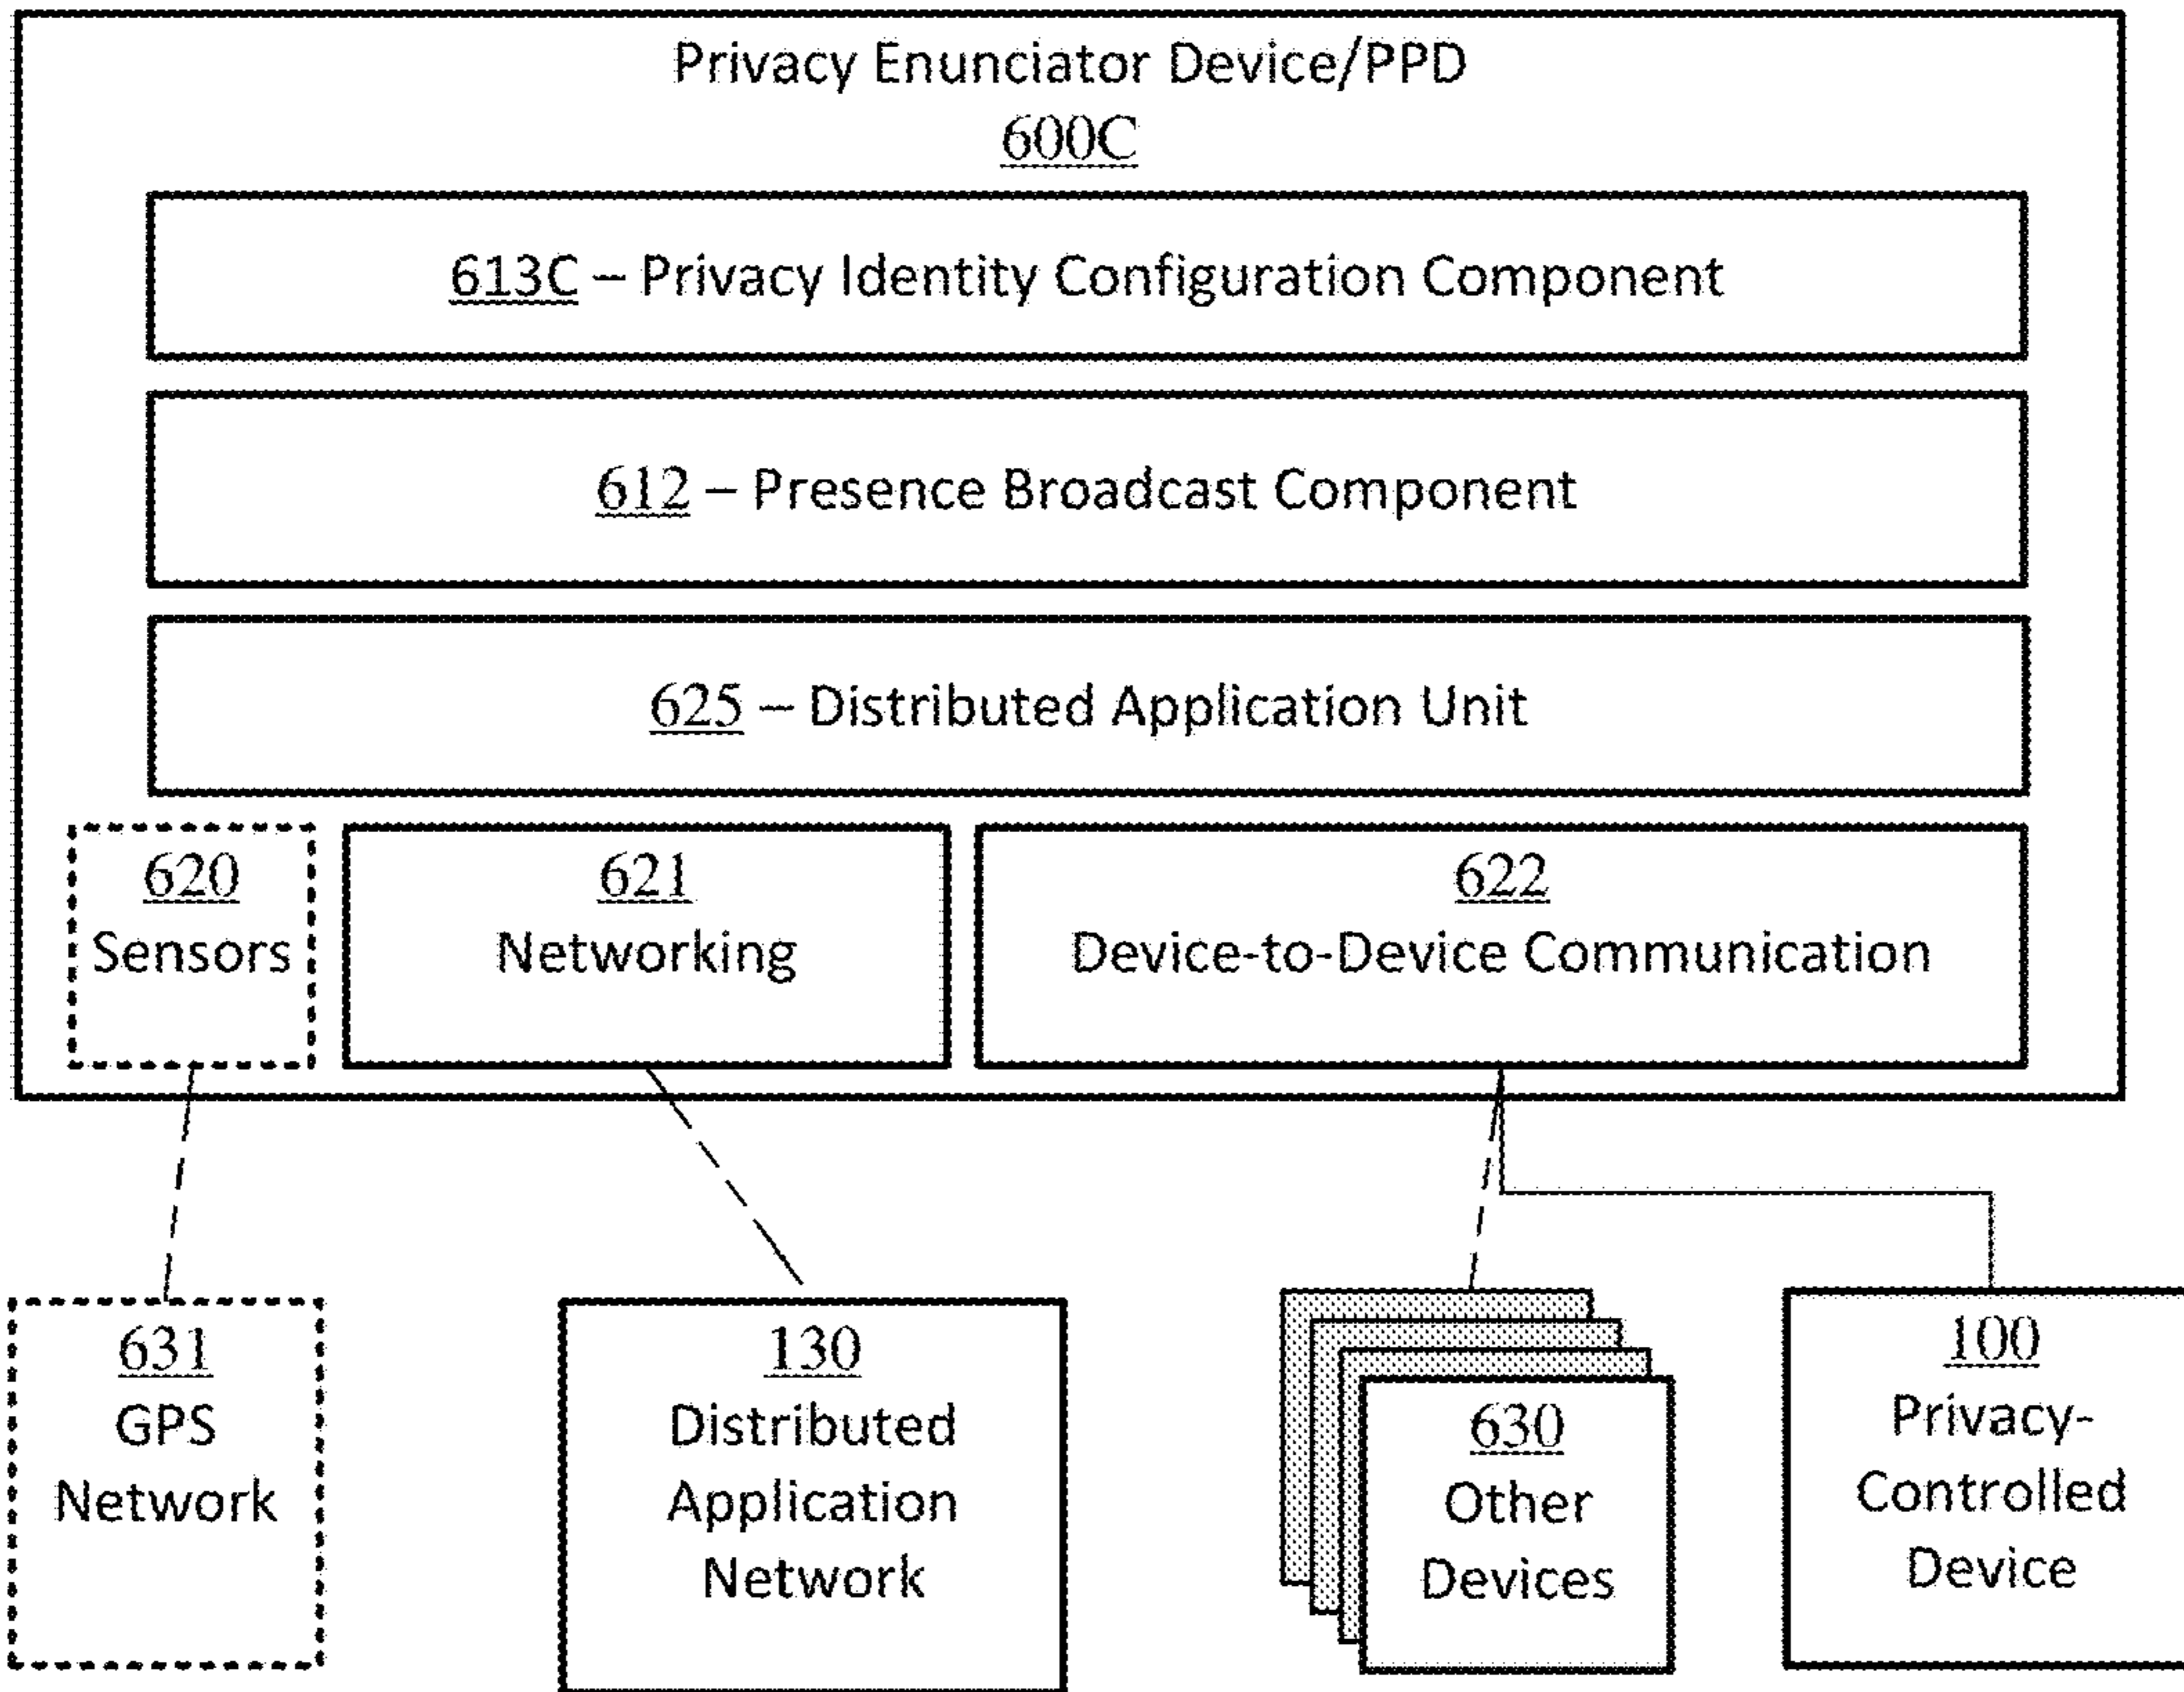 Privacy Enunciator Device/PPD
600C
613C – Privacy Identity Configuration Component
612 – Presence Broadcast Component
625 – Distributed Application Unit
620
Sensors
621
Networking
622
Device-to-Device Communication
631
GPS
Network
130
Distributed
Application
Network
630
Other
Devices
100
Privacy-
Controlled
Device